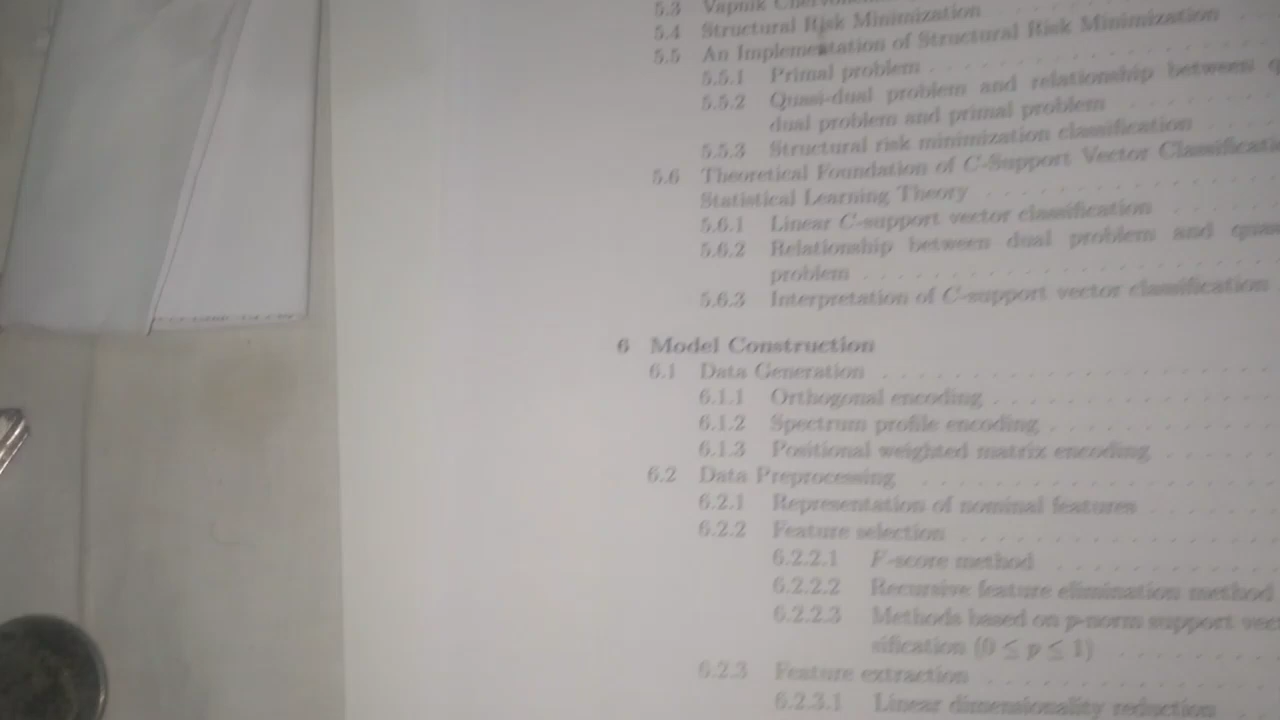 5.3 Vapnik
5.4 Structural Risk Minimization
5.5 An Implementation of Structural Risk Minimization
5.5.1 Primal problem
5.5.2 Quasi-dual problem and relationship between
dual problem and primal problem
5.5.3 Structural risk minimization classification
5.6 Theoretical Foundation of C-Support Vector
Statistical Learning Theory
5.6.1 Linear C-support vector classification
5.6.2 Relationship between dual problem and
problem
5.6.3 Interpretation of C-support vector classification
6 Model Construction
6.1 Data Generation
6.1.1 Orthogonal encoding
6.1.2 Spectrum profile encoding
6.1.3 Positional weighted matrix encoding
6.2 Data Preprocessing
6.2.1 Representation of nominal features
6.2.2 Feature selection
6.2.2.1 F-score method
6.2.2.2 Recursive feature elimination method
6.2.2.3 Methods based on p-norm support
sification (0 ≤ p ≤ 1)
6.2.3 Feature extraction
6.2.3.1 Linear dimensionality reduction